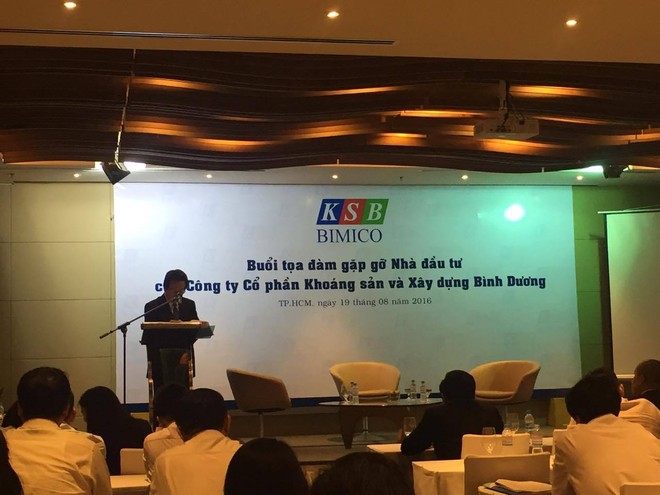 KSB
BIMICO
Buổi tọa đàm gặp gỡ Nhà đầu tư
Công ty Cổ phần Khoáng sản và Xây dựng Bình Dương
TP.HCM, ngày 19 tháng 08 năm 2016